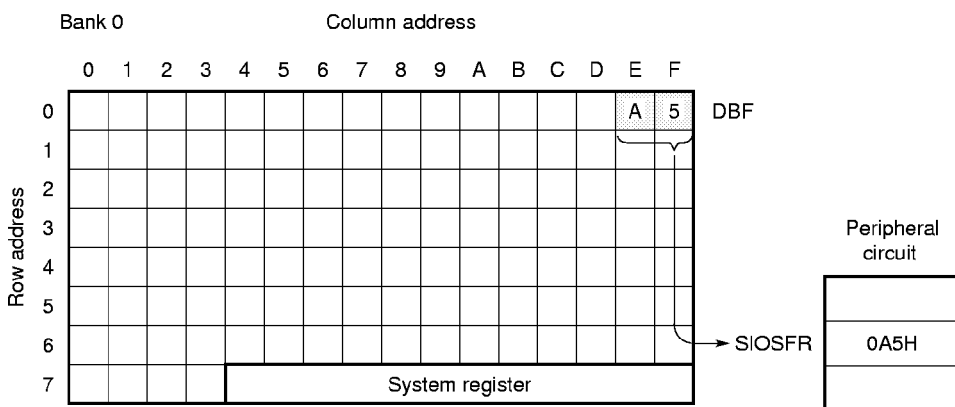 Bank 0 Column address
0 1 2 3 4 5 6 7 8 9 A B C D E F
0 A 5 DBF
1
2
3
4
5
6 SIOSFR 0A5H
7 System register
Row address
Peripheral
circuit